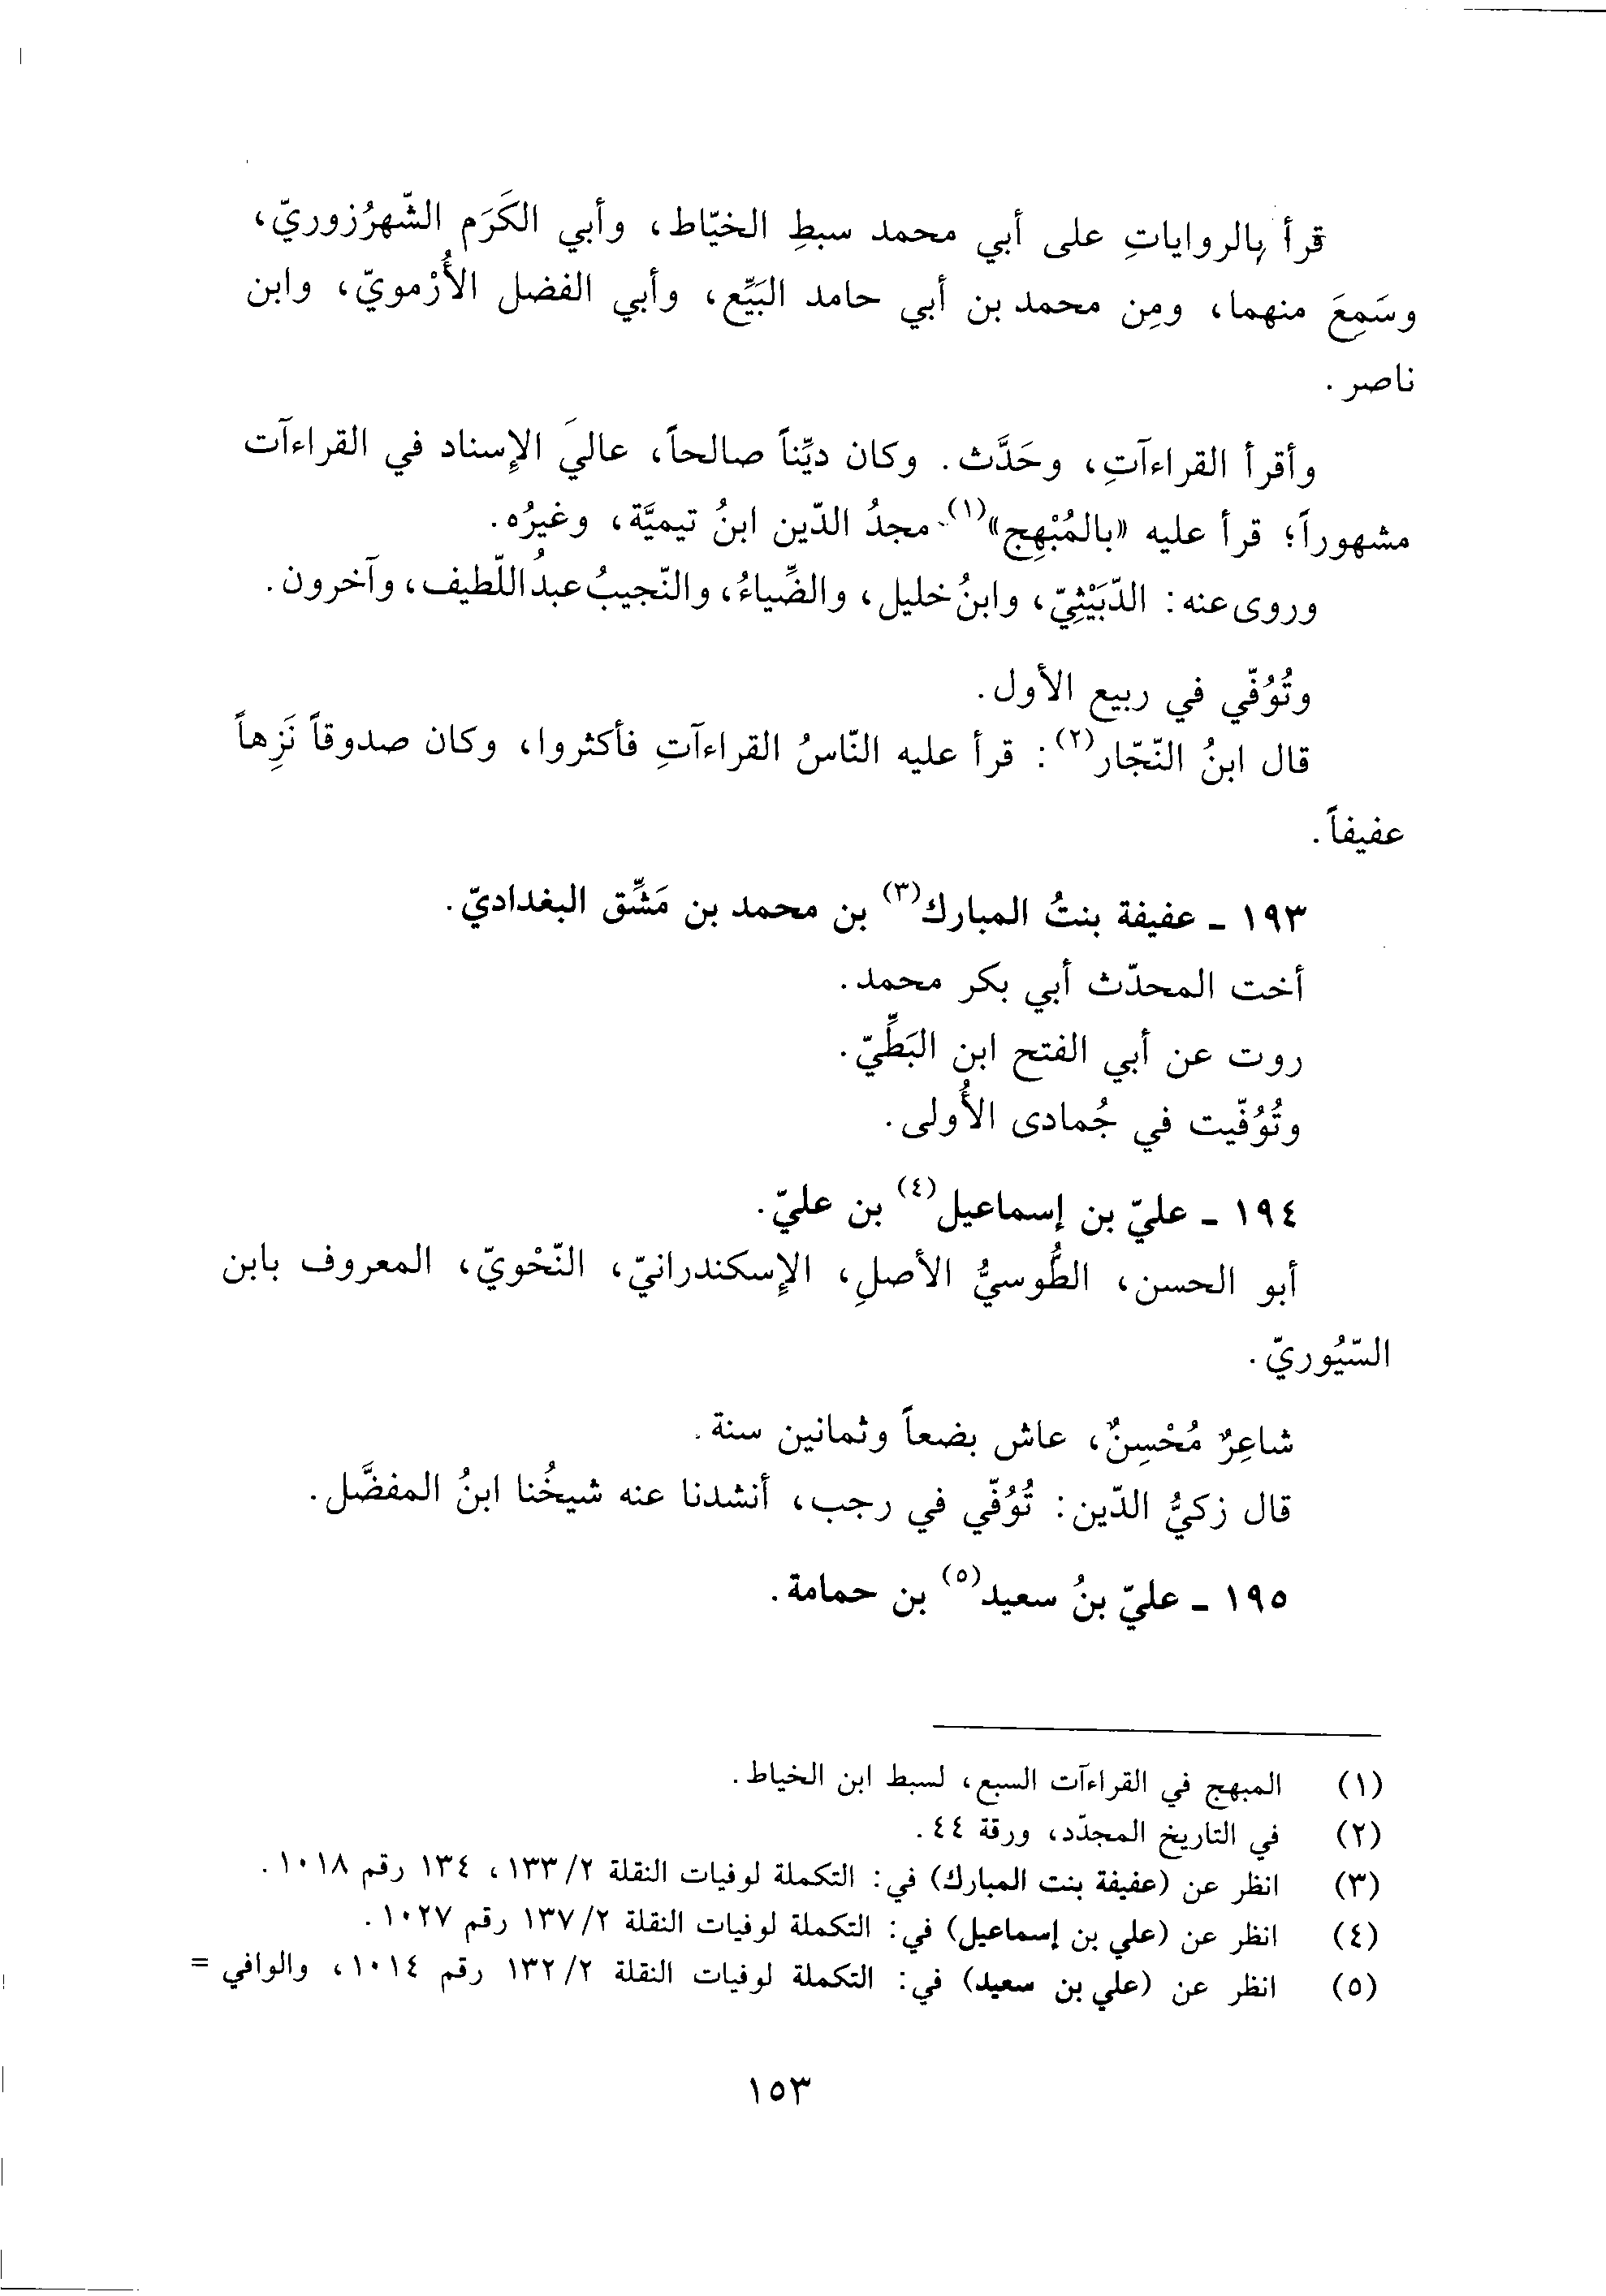 قرأ بالرواياتِ على أبي محمد سبطِ الخيّاط، وأبي الكَرَم الشّهرُزوريّ،
وسَمِعَ منهما، ومِن محمد بن أبي حامد البَيِّع، وأبي الفضل الأُرْمويّ، وابن
ناصر.
وأقرأ القراءآتِ، وحَدَّث. وكان ديِّناً صالحاً، عاليَ الإسناد في القراءآت
مشهوراً؛ قرأ عليه «بالمُبْهِج»(١) مجدُ الدّين ابنُ تيميَّة، وغيرُه.
وروى عنه: الدّبَيْثِيّ، وابنُ خليل، والضِّياءُ، والنّجيبُ عبدُ اللّطيف، وآخرون.
وتُوُفّي في ربيع الأول.
قال ابنُ النّجّار(٢): قرأ عليه النّاسُ القراءآتِ فأكثروا، وكان صدوقاً نَزِهاً
عفيفاً.
١٩٣ ـ عفيفة بنتُ المبارك(٣) بن محمد بن مَشِّق البغداديّ.
أخت المحدّث أبي بكر محمد.
روت عن أبي الفتح ابن البَطِّيّ.
وتُوُفّيت في جُمادى الأُولى.
١٩٤ ـ عليّ بن إسماعيل(٤) بن عليّ.
أبو الحسن، الطُّوسيُّ الأصلِ، الإسكندرانيّ، النّحْويّ، المعروف بابن
السّيُوريّ.
شاعِرٌ مُحْسِنٌ، عاش بضعاً وثمانين سنة.
قال زكيُّ الدّين: تُوُفّي في رجب، أنشدنا عنه شيخُنا ابنُ المفضَّل.
١٩٥ ـ عليّ بنُ سعيد(٥) بن حمامة.
(١) المبهج في القراءآت السبع، لسبط ابن الخياط.
(٢) في التاريخ المجدّد، ورقة ٤٤.
(٣) انظر عن (عفيفة بنت المبارك) في: التكملة لوفيات النقلة ٢/١٣٣، ١٣٤ رقم ١٠١٨.
(٤) انظر عن (علي بن إسماعيل) في: التكملة لوفيات النقلة ٢/١٣٧ رقم ١٠٢٧.
(٥) انظر عن (علي بن سعيد) في: التكملة لوفيات النقلة ٢/١٣٢ رقم ١٠١٤، والوافي =
١٥٣